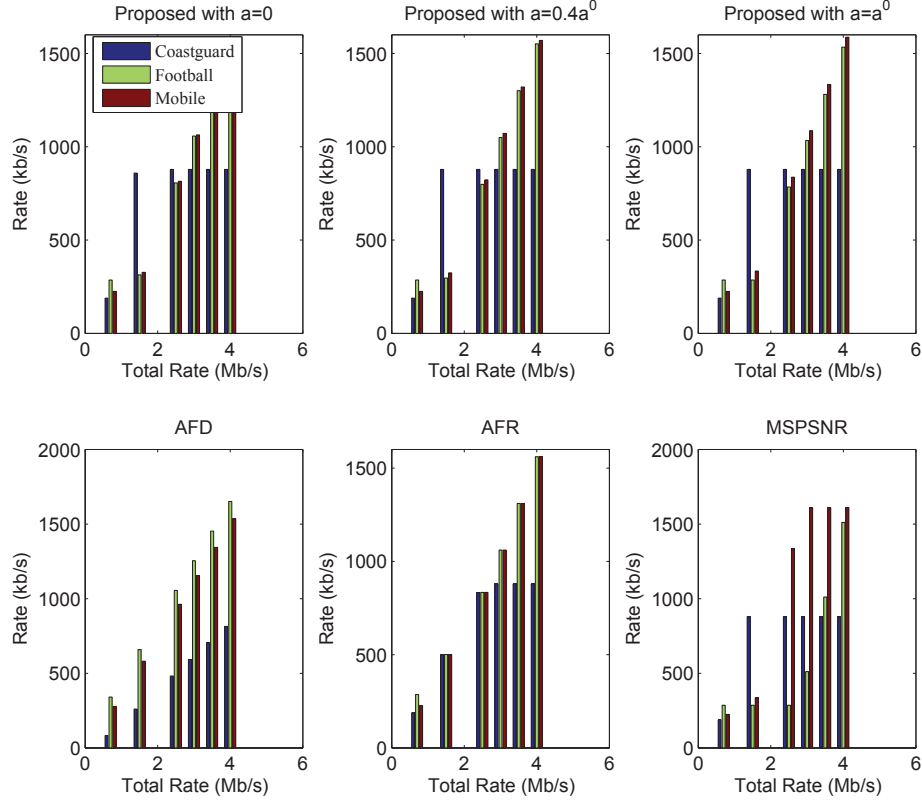 Proposed with a=0
Proposed with a=0.4a⁰
Proposed with a=a⁰
1500
1000
500
0
Rate (kb/s)
Coastguard
Football
Mobile
0 2 4 6
Total Rate (Mb/s)
1500
1000
500
0
Rate (kb/s)
0 2 4 6
Total Rate (Mb/s)
1500
1000
500
0
Rate (kb/s)
0 2 4 6
Total Rate (Mb/s)
AFD
2000
1500
1000
500
0
Rate (kb/s)
0 2 4 6
Total Rate (Mb/s)
AFR
1500
1000
500
0
Rate (kb/s)
0 2 4 6
Total Rate (Mb/s)
MSPSNR
2000
1500
1000
500
0
Rate (kb/s)
0 2 4 6
Total Rate (Mb/s)